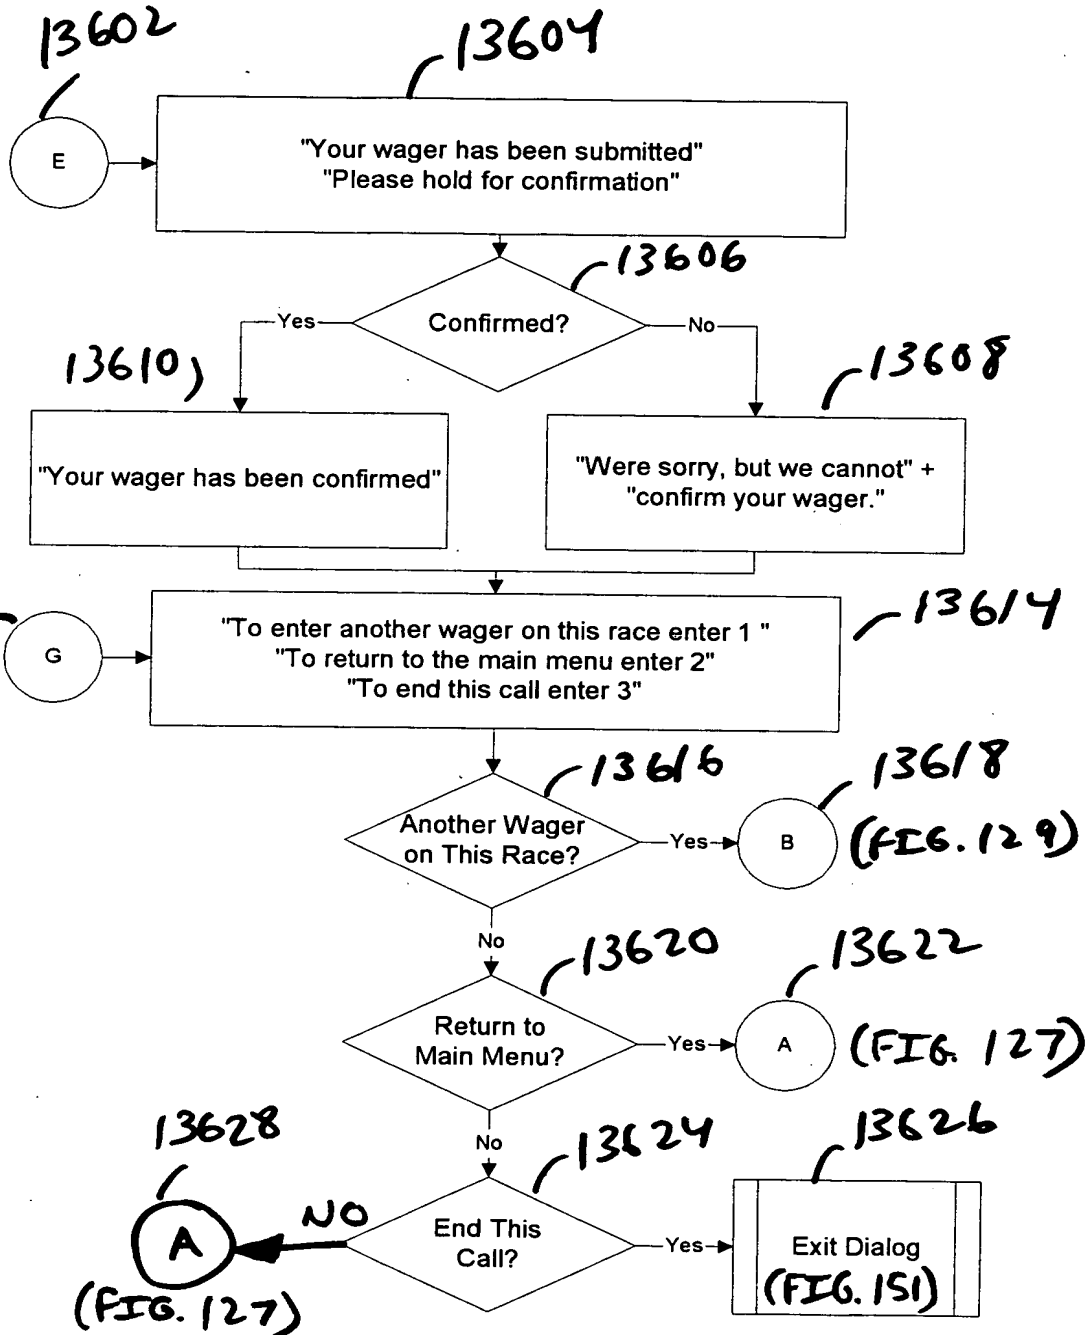 13602
13604
E
"Your wager has been submitted"
"Please hold for confirmation"
13606
Confirmed?
Yes
No
13610
13608
"Your wager has been confirmed"
"Were sorry, but we cannot" +
"confirm your wager."
13614
G
"To enter another wager on this race enter 1 "
"To return to the main menu enter 2"
"To end this call enter 3"
13616
13618
Another Wager
on This Race?
Yes
B
(FIG. 129)
No
13620
13622
Return to
Main Menu?
Yes
A
(FIG. 127)
No
13628
13624
13626
A
NO
End This
Call?
Yes
Exit Dialog
(FIG. 151)
(FIG. 127)